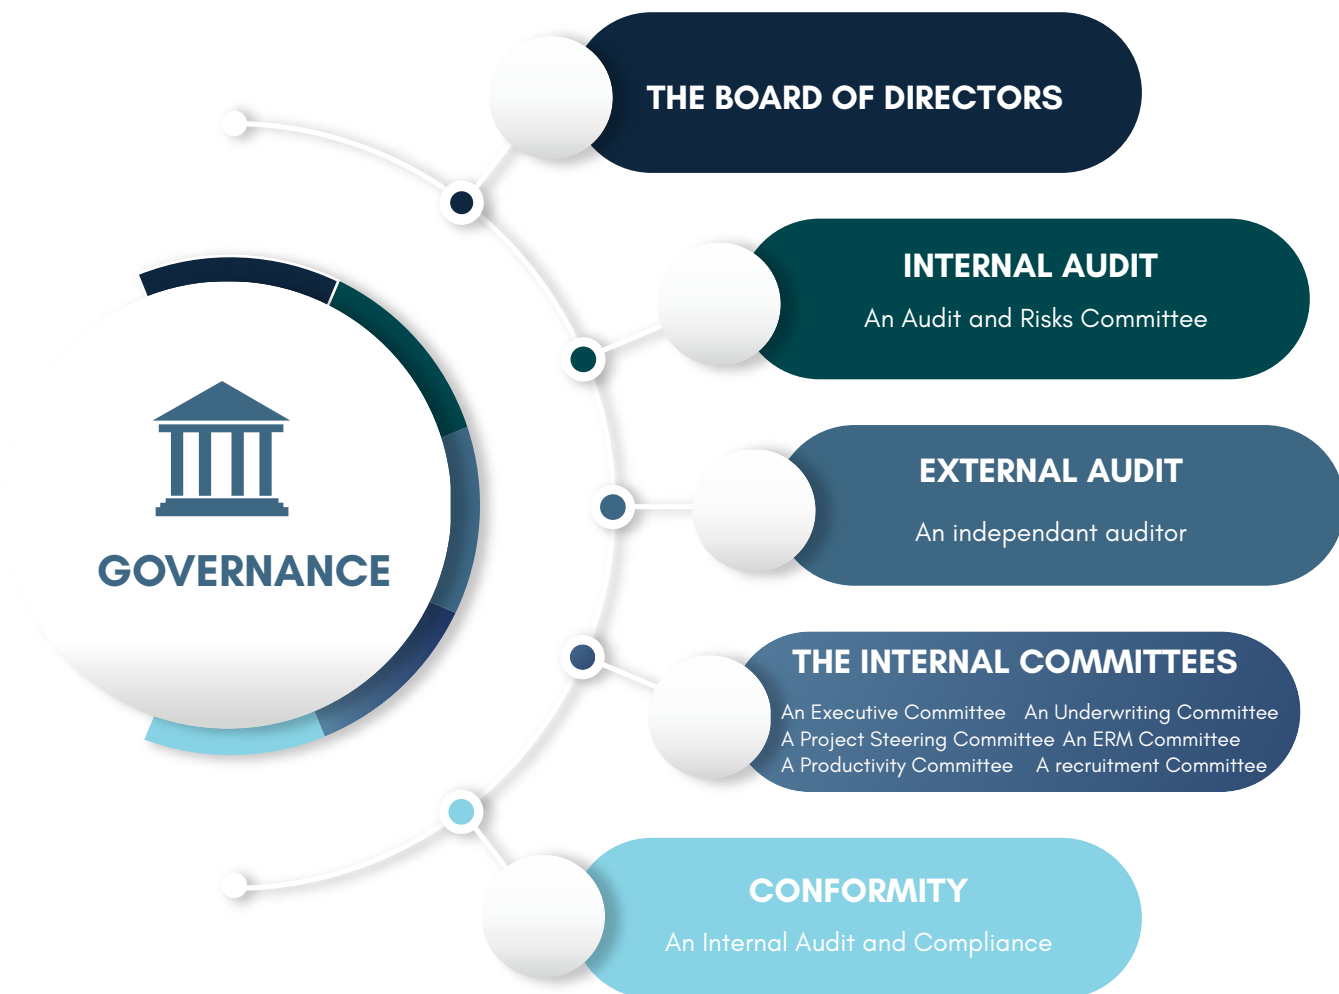 THE BOARD OF DIRECTORS
INTERNAL AUDIT
An Audit and Risks Committee
EXTERNAL AUDIT
An independant auditor
GOVERNANCE
THE INTERNAL COMMITTEES
An Executive Committee An Underwriting Committee
A Project Steering Committee An ERM Committee
A Productivity Committee A recruitment Committee
CONFORMITY
An Internal Audit and Compliance